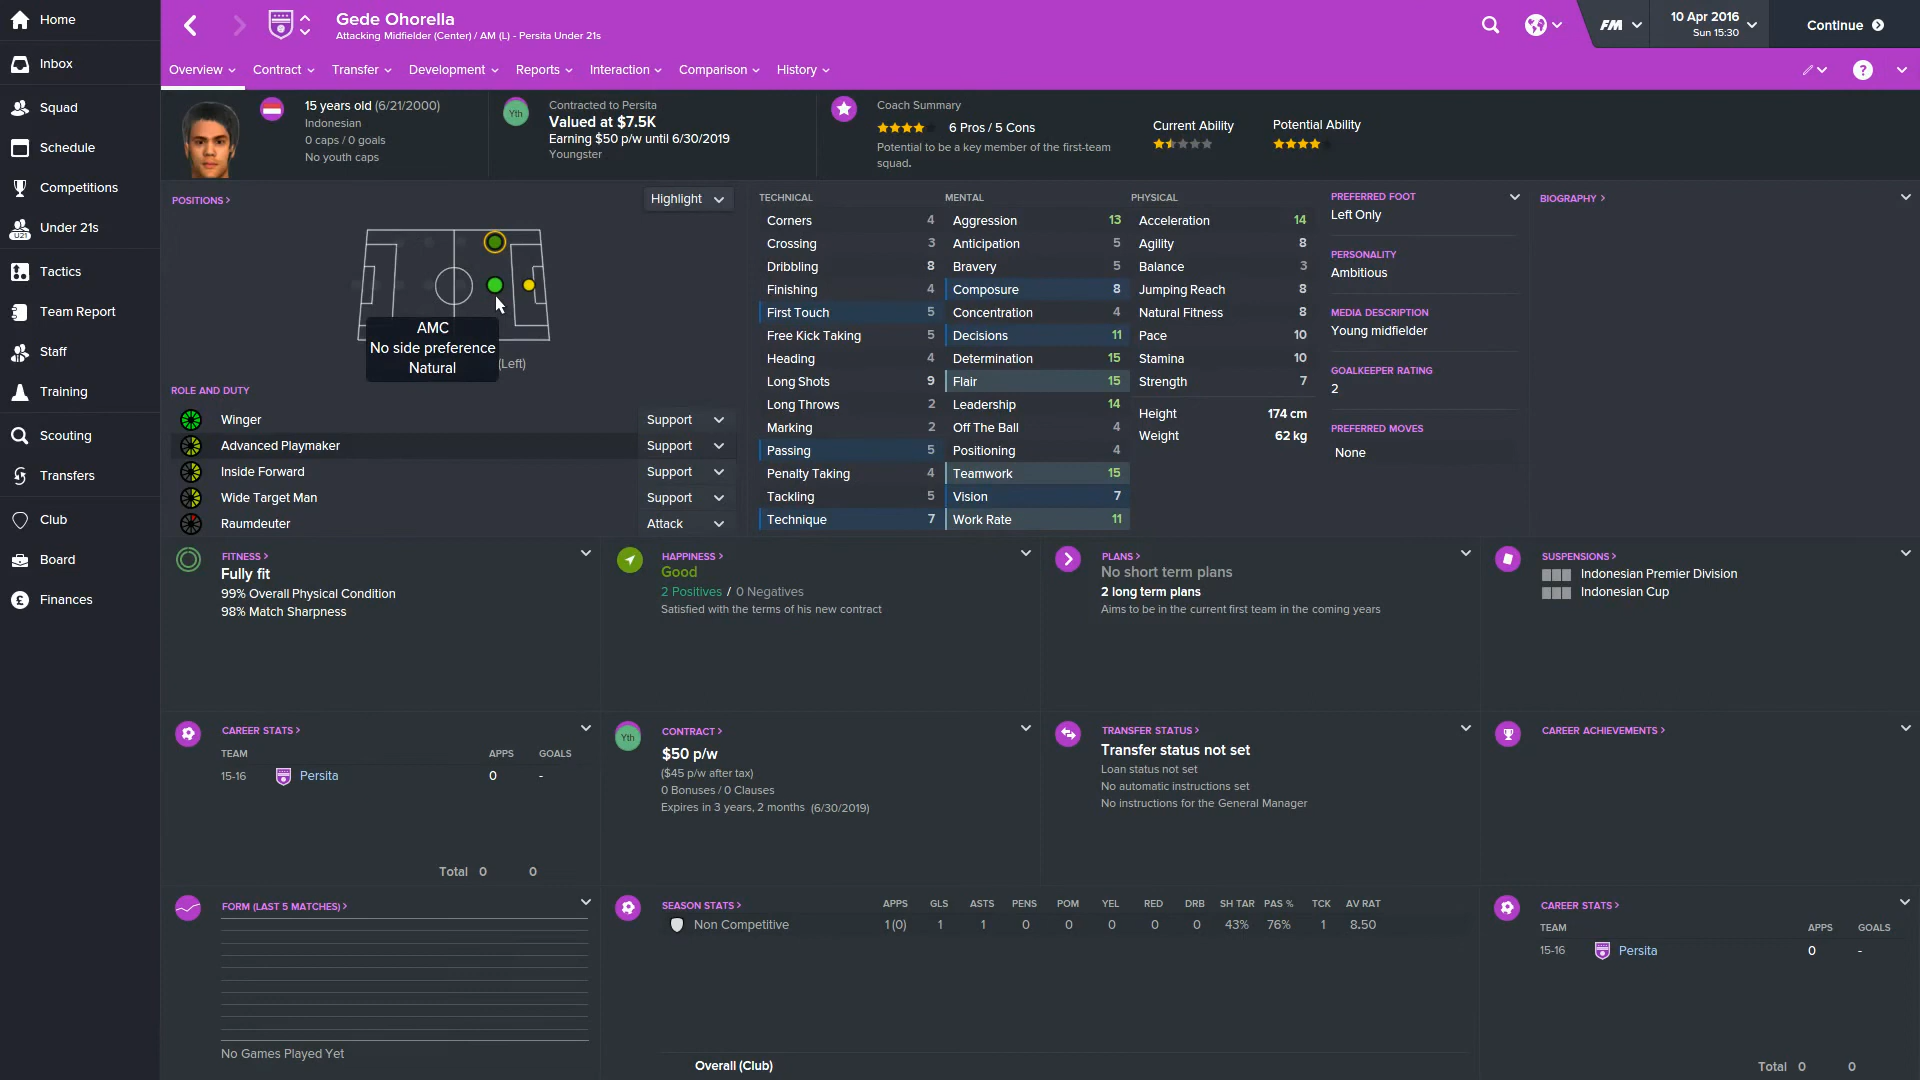 Home
Inbox
Squad
Schedule
Competitions
Under 21s
Tactics
Team Report
Staff
Training
Scouting
Transfers
Club
Board
Finances
Gede Ohorella
Attacking Midfielder (Center) / AM (L) - Persita Under 21s
FM
10 Apr 2016
Sun 15:30
Continue
Overview Contract Transfer Development Reports Interaction Comparison History
?
15 years old (6/21/2000)
Indonesian
0 caps / 0 goals
No youth caps
Yth
Contracted to Persita
Valued at $7.5K
Earning $50 p/w until 6/30/2019
Youngster
Coach Summary
6 Pros / 5 Cons
Potential to be a key member of the first-team
squad.
Current Ability
Potential Ability
POSITIONS >
Highlight
AMC
No side preference
Natural
(Left)
ROLE AND DUTY
Winger Support
Advanced Playmaker Support
Inside Forward Support
Wide Target Man Support
Raumdeuter Attack
TECHNICAL
Corners 4
Crossing 3
Dribbling 8
Finishing 4
First Touch 5
Free Kick Taking 5
Heading 4
Long Shots 9
Long Throws 2
Marking 2
Passing 5
Penalty Taking 4
Tackling 5
Technique 7
MENTAL
Aggression 13
Anticipation 5
Bravery 5
Composure 8
Concentration 4
Decisions 11
Determination 15
Flair 15
Leadership 14
Off The Ball 4
Positioning 4
Teamwork 15
Vision 7
Work Rate 11
PHYSICAL
Acceleration 14
Agility 8
Balance 3
Jumping Reach 8
Natural Fitness 8
Pace 10
Stamina 10
Strength 7
Height 174 cm
Weight 62 kg
PREFERRED FOOT
Left Only
PERSONALITY
Ambitious
MEDIA DESCRIPTION
Young midfielder
GOALKEEPER RATING
2
PREFERRED MOVES
None
BIOGRAPHY >
FITNESS >
Fully fit
99% Overall Physical Condition
98% Match Sharpness
HAPPINESS >
Good
2 Positives / 0 Negatives
Satisfied with the terms of his new contract
PLANS >
No short term plans
2 long term plans
Aims to be in the current first team in the coming years
SUSPENSIONS >
Indonesian Premier Division
Indonesian Cup
CAREER STATS >
TEAM APPS GOALS
15-16 Persita 0 -
Total 0 0
Yth
CONTRACT >
$50 p/w
($45 p/w after tax)
0 Bonuses / 0 Clauses
Expires in 3 years, 2 months (6/30/2019)
TRANSFER STATUS >
Transfer status not set
Loan status not set
No automatic instructions set
No instructions for the General Manager
CAREER ACHIEVEMENTS >
FORM (LAST 5 MATCHES) >
No Games Played Yet
SEASON STATS > APPS GLS ASTS PENS POM YEL RED DRB SH TAR PAS % TCK AV RAT
Non Competitive 1 (0) 1 1 0 0 0 0 0 43% 76% 1 8.50
Overall (Club)
CAREER STATS >
TEAM APPS GOALS
15-16 Persita 0 -
Total 0 0